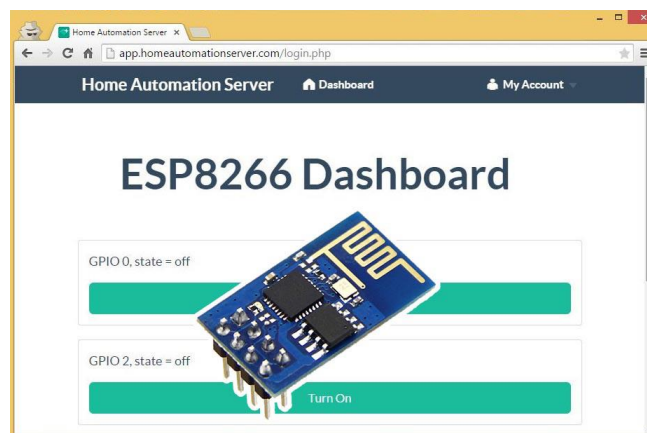 Home Automation Server
app.homeautomationserver.com/login.php
Home Automation Server Dashboard My Account
ESP8266 Dashboard
GPIO 0, state = off
GPIO 2, state = off
Turn On